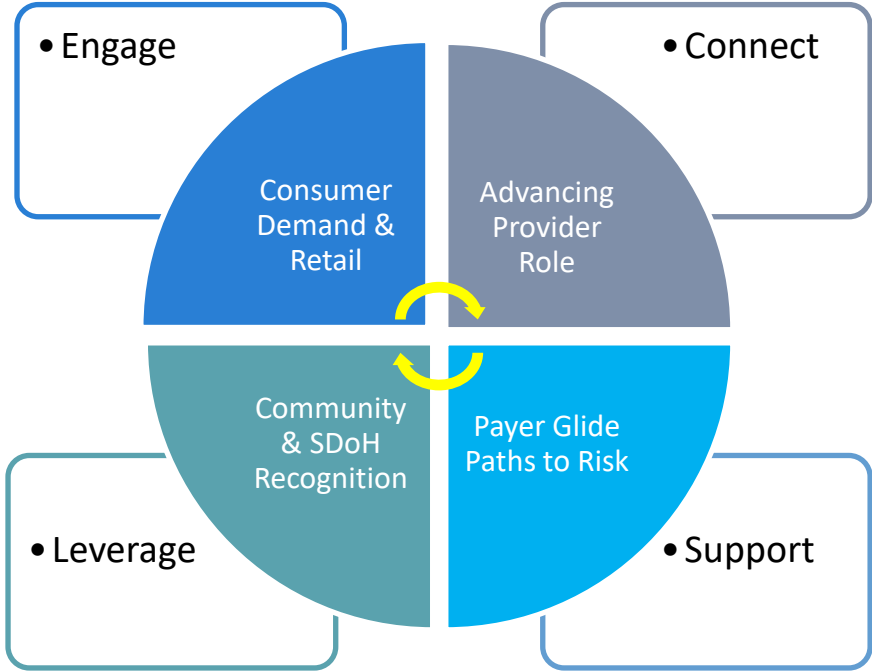 • Engage
• Connect
Consumer
Demand &
Retail
Advancing
Provider
Role
Community
& SDoH
Recognition
Payer Glide
Paths to Risk
• Leverage
• Support